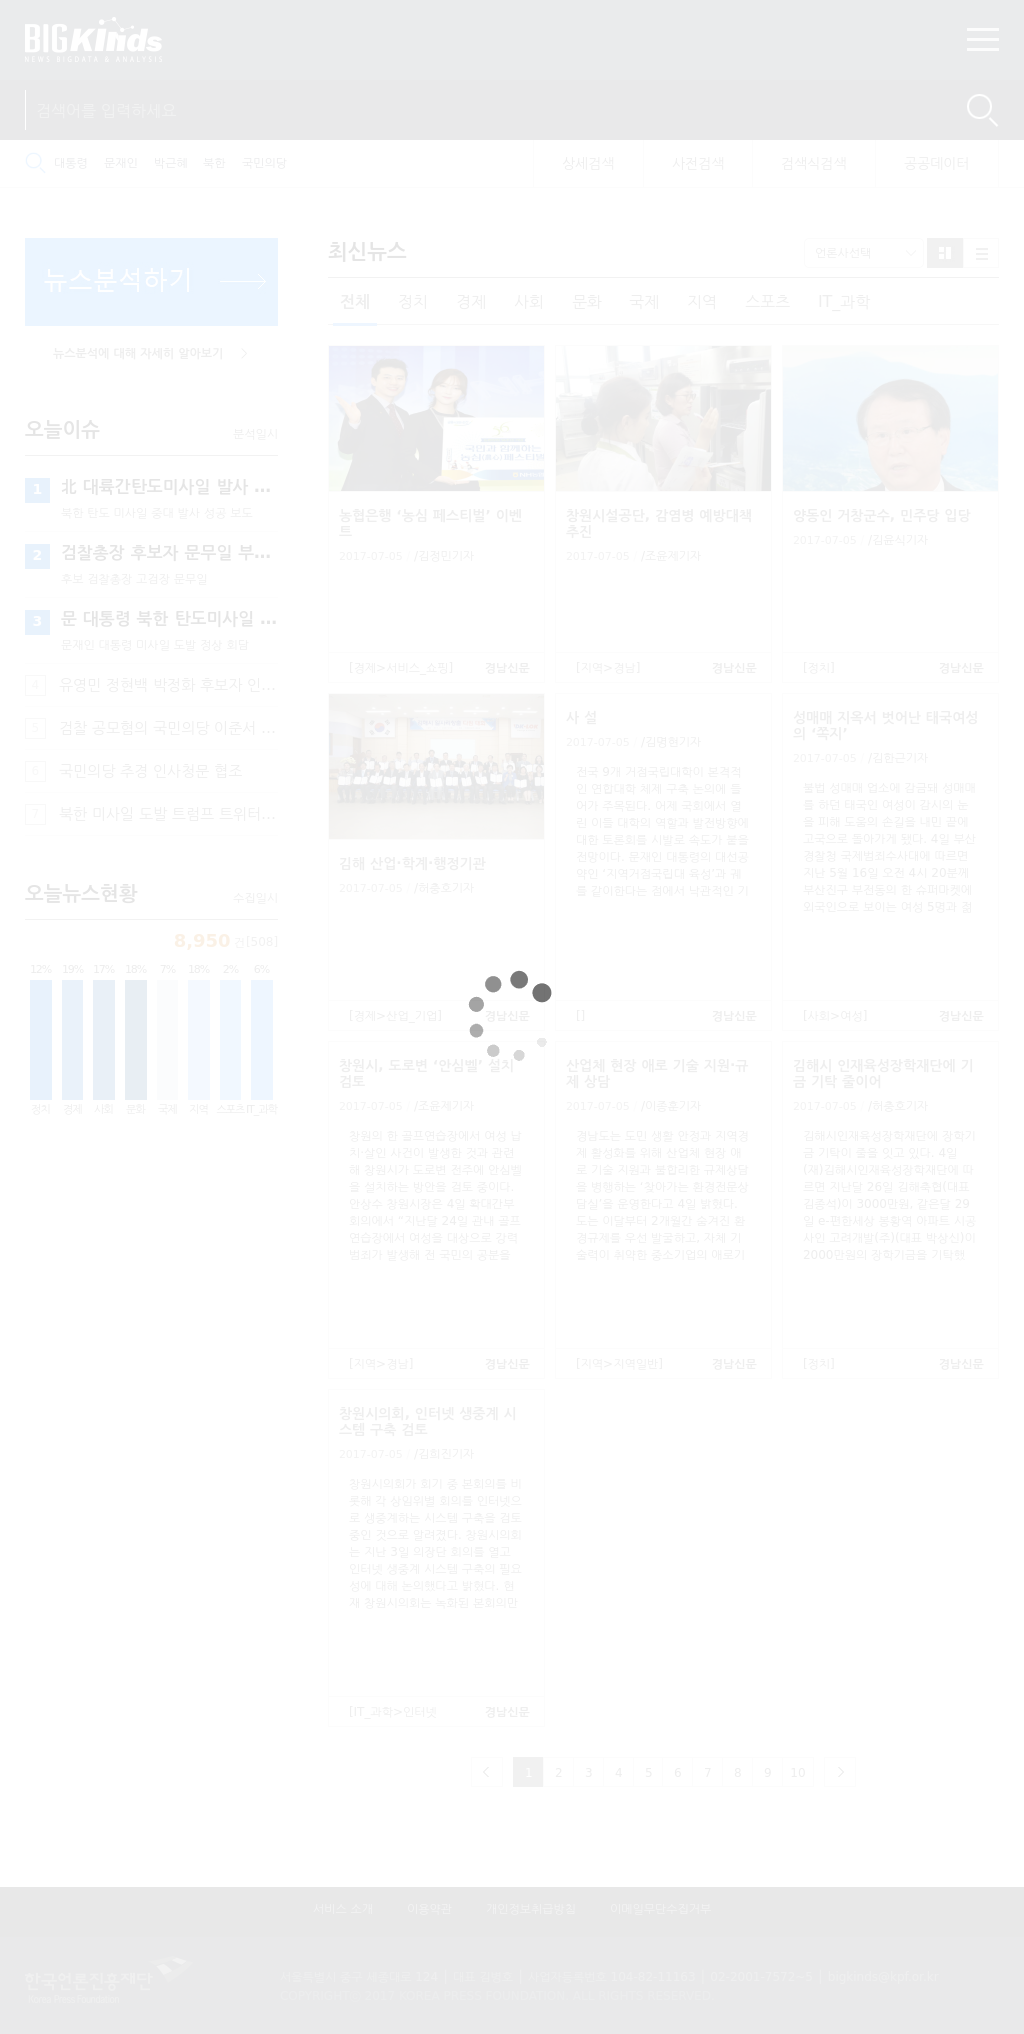 BIGKinds
NEWS BIGDATA & ANALYSIS
검색어를 입력하세요
대통령 문재인 박근혜 북한 국민의당
상세검색 사전검색 검색식검색 공공데이터
뉴스분석하기
뉴스분석에 대해 자세히 알아보기
오늘이슈 분석일시
1 北 대륙간탄도미사일 발사 ...
북한 탄도 미사일 중대 발사 성공 보도
2 검찰총장 후보자 문무일 부...
후보 검찰총장 고검장 문무일
3 문 대통령 북한 탄도미사일 ...
문재인 대통령 미사일 도발 정상 회담
4 유영민 정현백 박정화 후보자 인...
5 검찰 공모혐의 국민의당 이준서 ...
6 국민의당 추경 인사청문 협조
7 북한 미사일 도발 트럼프 트위터...
오늘뉴스현황 수집일시
8,950 건[508]
12% 19% 17% 18% 7% 18% 2% 6%
정치 경제 사회 문화 국제 지역 스포츠 IT_과학
최신뉴스
언론사선택
전체 정치 경제 사회 문화 국제 지역 스포츠 IT_과학
농협은행 ‘농심 페스티벌’ 이벤
트
2017-07-05 /김정민기자
[경제>서비스_쇼핑] 경남신문
창원시설공단, 감염병 예방대책
추진
2017-07-05 /조윤제기자
[지역>경남] 경남신문
양동인 거창군수, 민주당 입당
2017-07-05 /김윤식기자
[정치] 경남신문
김해 산업·학계·행정기관
2017-07-05 /허충호기자
[경제>산업_기업] 경남신문
사 설
2017-07-05
전국 9개 거점국립대학이 본격적
인 연합대학 체제 구축 논의에 들
어가 주목된다. 어제 국회에서 열
린 이들 대학의 역할과 발전방향에
대한 토론회를 시발로 속도가 붙을
전망이다. 문재인 대통령의 대선공
약인 ‘지역거점국립대 육성’과 궤
를 같이한다는 점에서 낙관적인 기
[] 경남신문
성매매 지옥서 벗어난 태국여성
의 ‘쪽지’
2017-07-05 /김한근기자
불법 성매매 업소에 감금돼 성매매
를 하던 태국인 여성이 감시의 눈
을 피해 도움의 손길을 내민 끝에
고국으로 돌아가게 됐다. 4일 부산
경찰청 국제범죄수사대에 따르면
지난 5월 16일 오전 4시 20분께
부산진구 부전동의 한 슈퍼마켓에
외국인으로 보이는 여성 5명과 젊
[사회>여성] 경남신문
창원시, 도로변 ‘안심벨’ 설치
검토
2017-07-05 /조윤제기자
창원의 한 골프연습장에서 여성 납
치·살인 사건이 발생한 것과 관련
해 창원시가 도로변 전주에 안심벨
을 설치하는 방안을 검토 중이다.
안상수 창원시장은 4일 확대간부
회의에서 “지난달 24일 관내 골프
연습장에서 여성을 대상으로 강력
범죄가 발생해 전 국민의 공분을
[지역>경남] 경남신문
산업체 현장 애로 기술 지원·규
제 상담
2017-07-05 /이종훈기자
경남도는 도민 생활 안정과 지역경
제 활성화를 위해 산업체 현장 애
로 기술 지원과 불합리한 규제상담
을 병행하는 ‘찾아가는 환경전문상
담실’을 운영한다고 4일 밝혔다.
도는 이달부터 2개월간 숨겨진 환
경규제를 우선 발굴하고, 자체 기
술력이 취약한 중소기업의 애로기
[지역>지역일반] 경남신문
김해시 인재육성장학재단에 기
금 기탁 줄이어
2017-07-05 /허충호기자
김해시인재육성장학재단에 장학기
금 기탁이 줄을 잇고 있다. 4일
(재)김해시인재육성장학재단에 따
르면 지난달 26일 김해축협(대표
김중석)이 3000만원, 같은달 29
일 e-편한세상 봉황역 아파트 시공
사인 고려개발(주)(대표 박상신)이
2000만원의 장학기금을 기탁했
[정치] 경남신문
창원시의회, 인터넷 생중계 시
스템 구축 검토
2017-07-05 /김희진기자
창원시의회가 회기 중 본회의를 비
롯해 각 상임위별 회의를 인터넷으
로 생중계하는 시스템 구축을 검토
중인 것으로 알려졌다. 창원시의회
는 지난 3일 의장단 회의를 열고
인터넷 생중계 시스템 구축의 필요
성에 대해 논의했다고 밝혔다. 현
재 창원시의회는 녹화된 본회의만
[IT_과학>인터넷 경남신문
1 2 3 4 5 6 7 8 9 10
서비스 소개 이용약관 개인정보취급방침 이메일무단수집거부
한국언론진흥재단